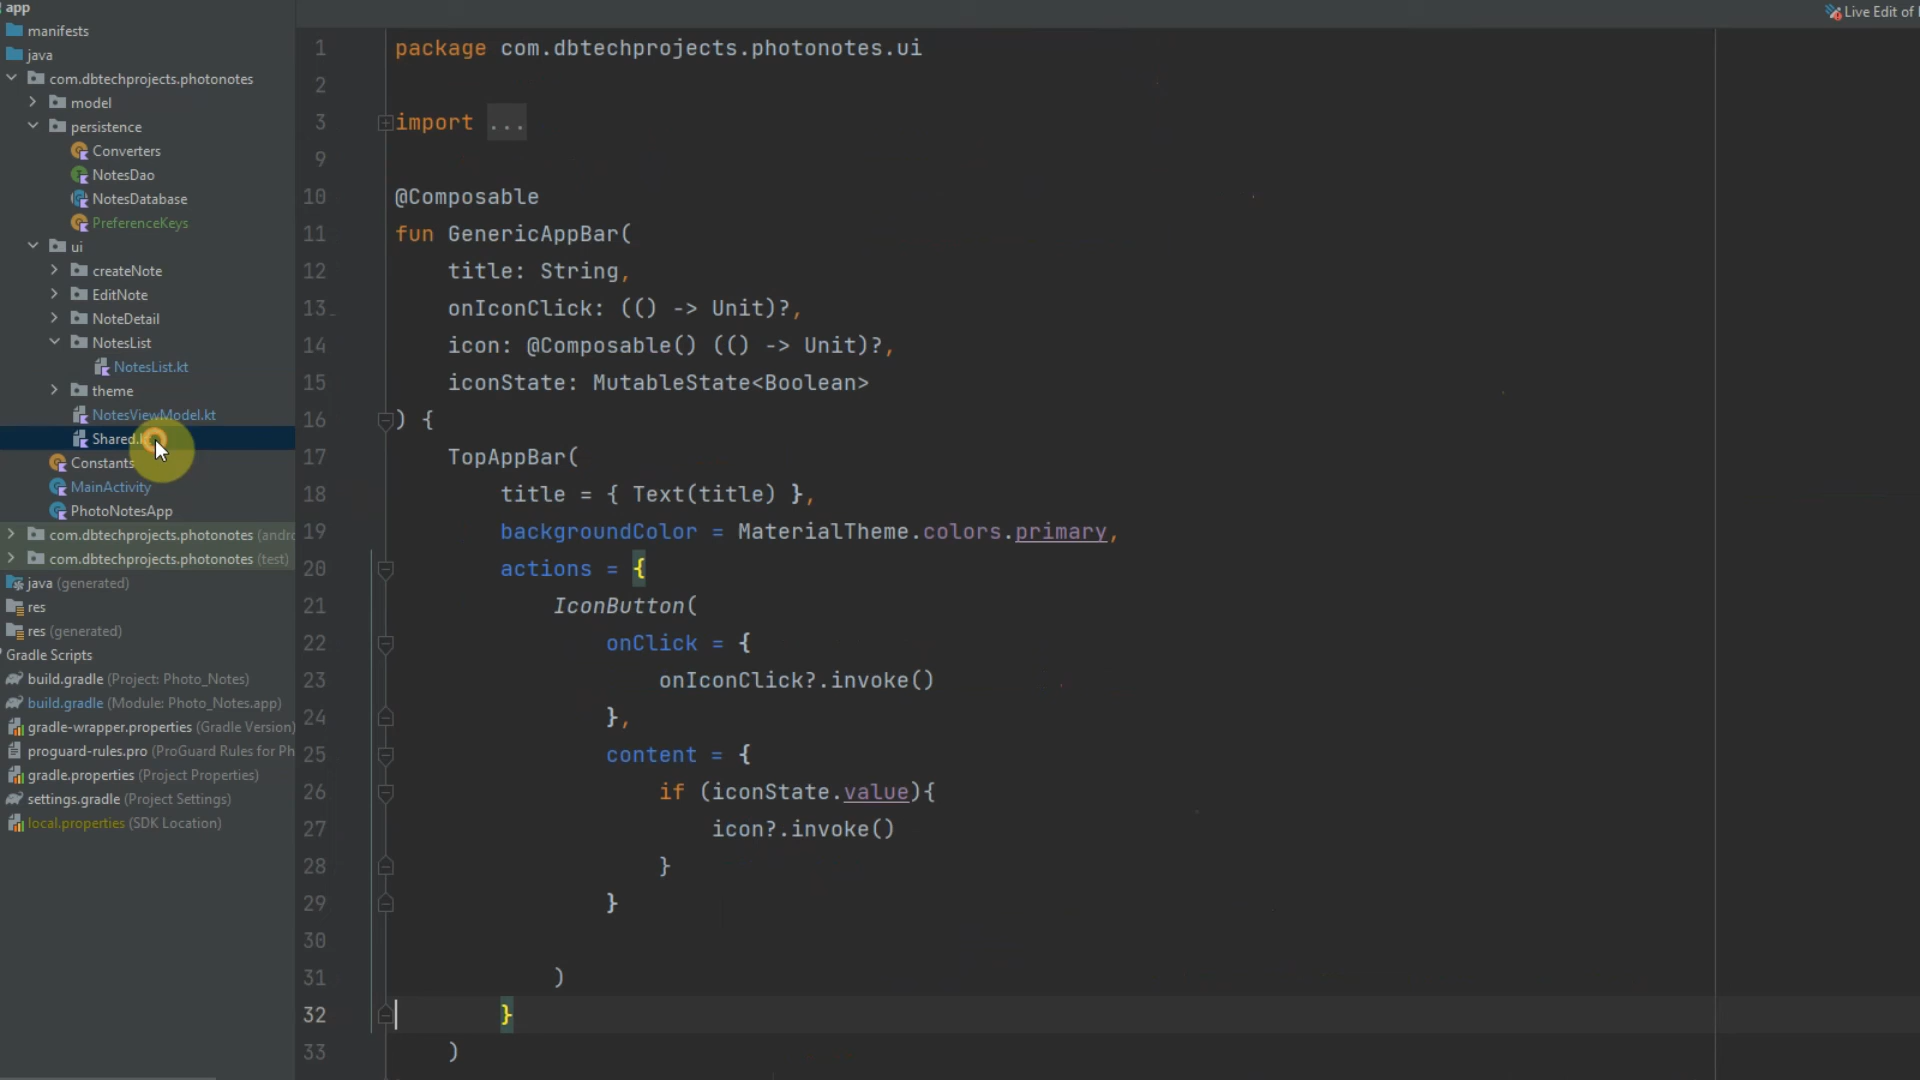 app
manifests
java
com.dbtechprojects.photonotes
model
persistence
Converters
NotesDao
NotesDatabase
PreferenceKeys
ui
createNote
EditNote
NoteDetail
NotesList
NotesList.kt
theme
NotesViewModel.kt
Shared.k
Constants
MainActivity
PhotoNotesApp
com.dbtechprojects.photonotes (andro
com.dbtechprojects.photonotes (test)
java (generated)
res
res (generated)
Gradle Scripts
build.gradle (Project: Photo_Notes)
build.gradle (Module: Photo_Notes.app)
gradle-wrapper.properties (Gradle Version)
proguard-rules.pro (ProGuard Rules for Ph
gradle.properties (Project Properties)
settings.gradle (Project Settings)
local.properties (SDK Location)
Live Edit of
1 package com.dbtechprojects.photonotes.ui
2
3 import ...
9
10 @Composable
11 fun GenericAppBar(
12 title: String,
13 onIconClick: (() -> Unit)?,
14 icon: @Composable() (() -> Unit)?,
15 iconState: MutableState<Boolean>
16 ) {
17 TopAppBar(
18 title = { Text(title) },
19 backgroundColor = MaterialTheme.colors.primary,
20 actions = {
21 IconButton(
22 onClick = {
23 onIconClick?.invoke()
24 },
25 content = {
26 if (iconState.value){
27 icon?.invoke()
28 }
29 }
30
31 )
32 }
33 )